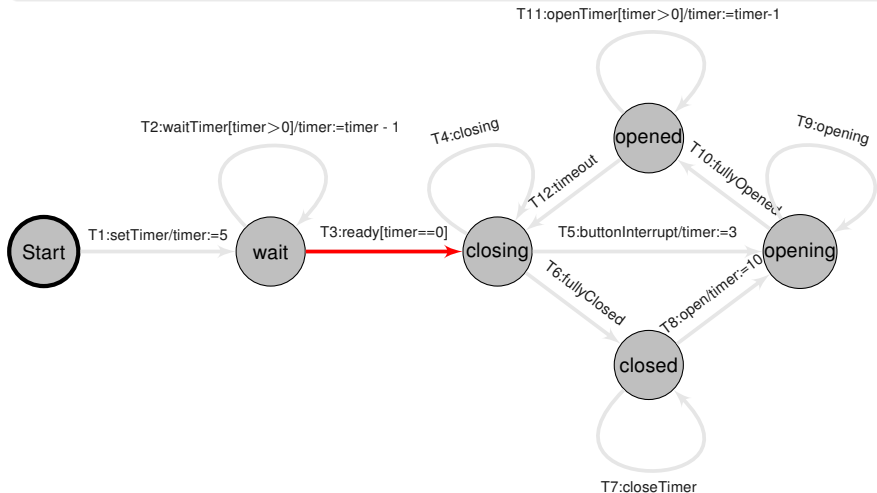 T11:openTimer[timer>0]/timer:=timer-1
T2:waitTimer[timer>0]/timer:=timer - 1
T4:closing
opened
T9:opening
T10:fullyOpened
T12:timeout
Start
T1:setTimer/timer:=5
wait
T3:ready[timer==0]
closing
T5:buttonInterrupt/timer:=3
opening
T6:fullyClosed
T8:open/timer:=10
closed
T7:closeTimer